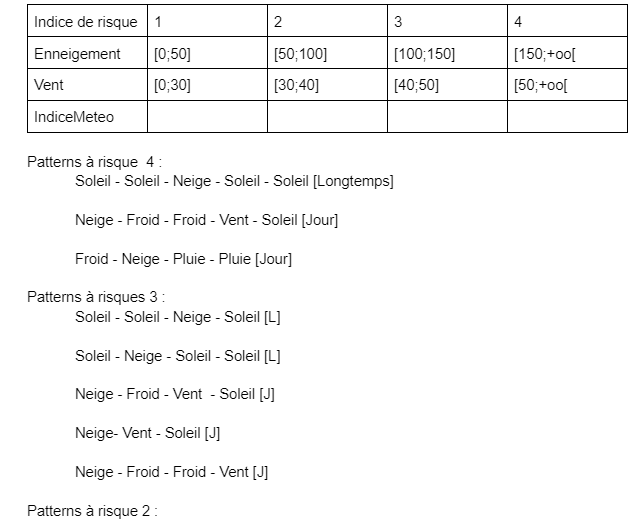 Indice de risque 1 2 3 4
Enneigement [0;50] [50;100] [100;150] [150;+oo[
Vent [0;30] [30;40] [40;50] [50;+oo[
IndiceMeteo
Patterns à risque  4 :
Soleil - Soleil - Neige - Soleil - Soleil [Longtemps]
Neige - Froid - Froid - Vent - Soleil [Jour]
Froid - Neige - Pluie - Pluie [Jour]
Patterns à risques 3 :
Soleil - Soleil - Neige - Soleil [L]
Soleil - Neige - Soleil - Soleil [L]
Neige - Froid - Vent  - Soleil [J]
Neige- Vent - Soleil [J]
Neige - Froid - Froid - Vent [J]
Patterns à risque 2 :